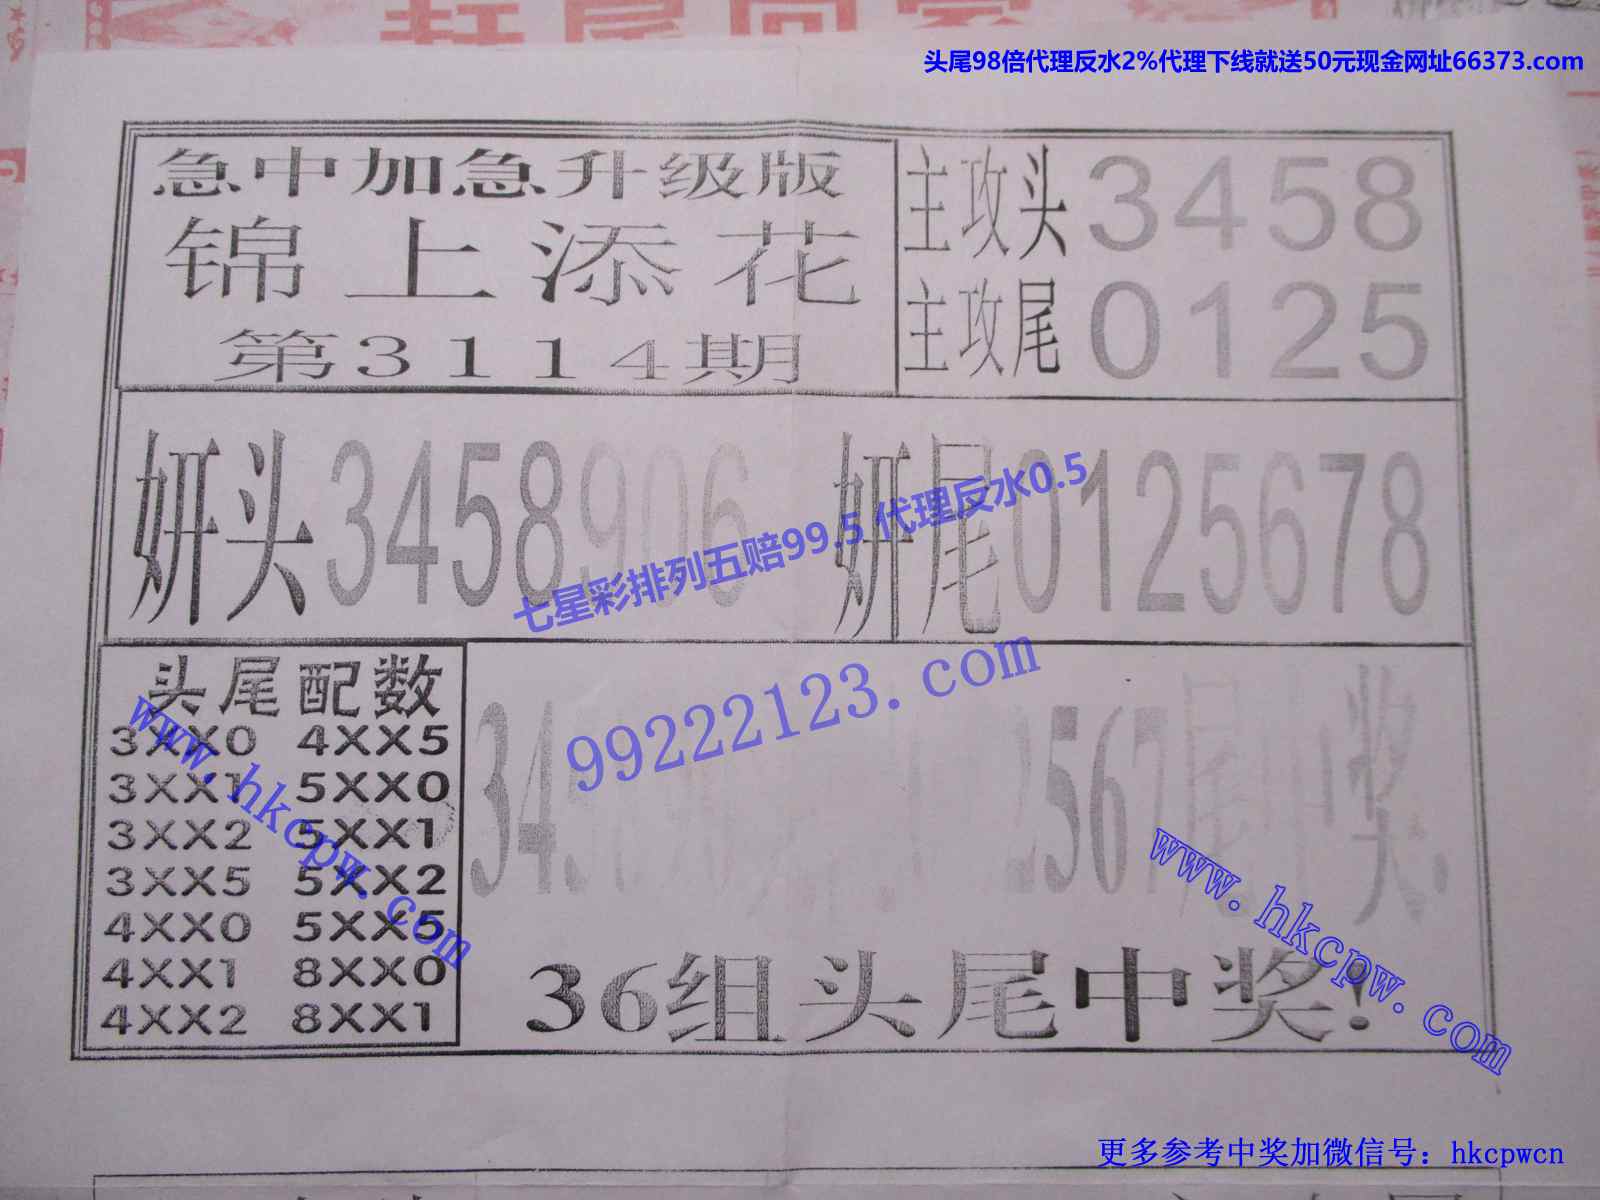 头尾98倍代理反水2%代理下线就送50元现金网址66373.com
急中加急升级版
锦上添花
第3114期
主攻头3458
主攻尾0125
妍头3458906
妍尾0125678
七星彩排列五赔99.5 代理反水0.5
99222123.com
头尾配数
3XX0 4XX5
3XX1 5XX0
3XX2 5XX1
3XX5 5XX2
4XX0 5XX5
4XX1 8XX0
4XX2 8XX1
www.hkcpw.com
2567尾中奖.
36组头尾中奖!
www.hkcpw.com
更多参考中奖加微信号：hkcpwcn